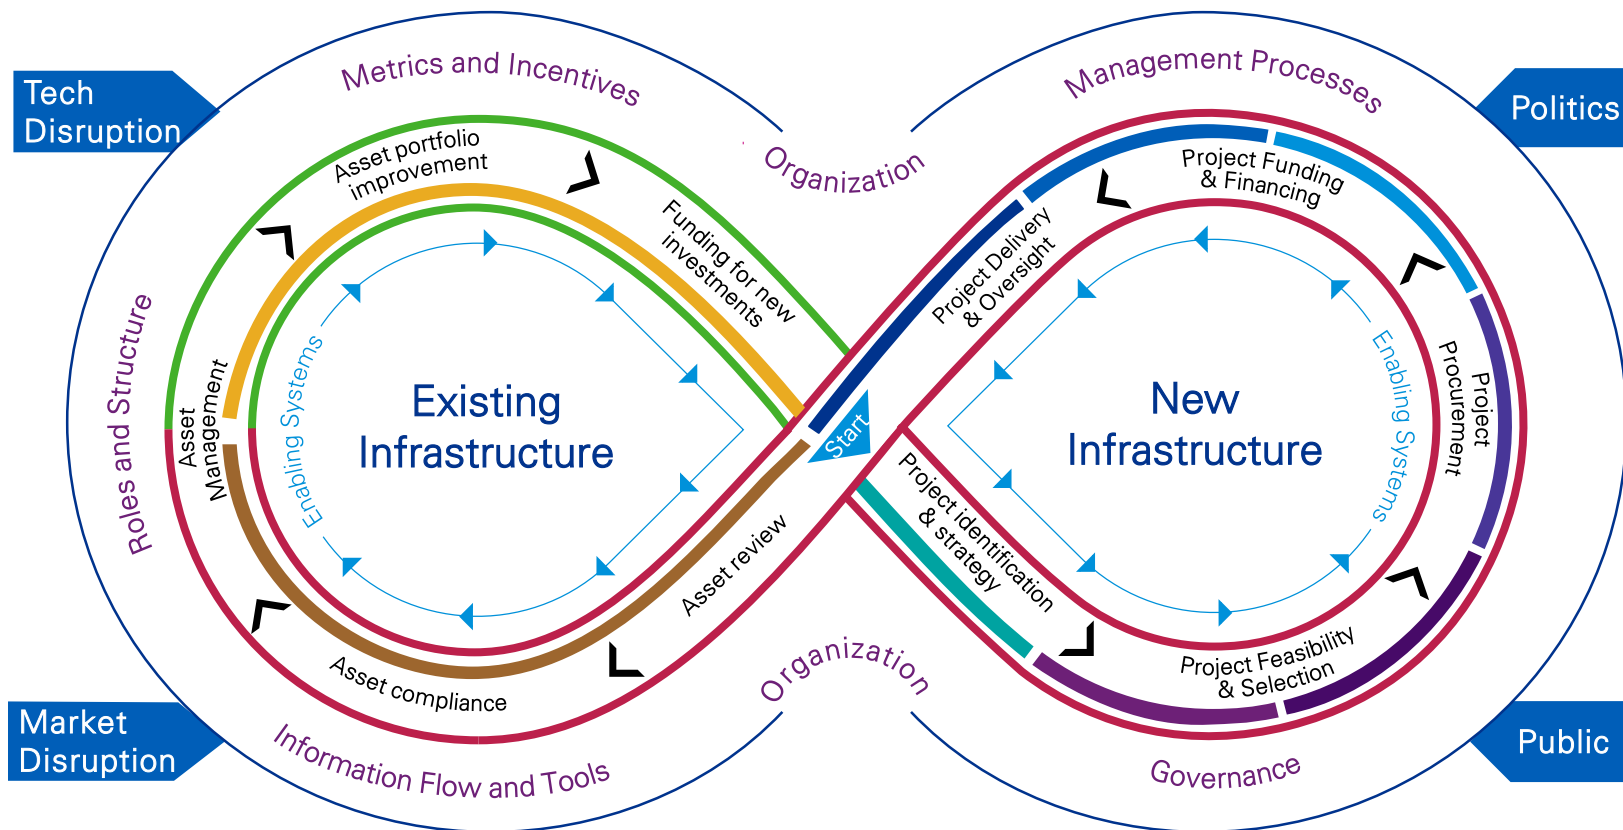 Tech
Disruption
Metrics and Incentives
Organization
Management Processes
Politics
Asset portfolio
improvement
Funding for new
investments
Project Delivery
& Oversight
Project Funding
& Financing
Roles and Structure
Asset
Management
Enabling Systems
Existing
Infrastructure
Start
New
Infrastructure
Enabling Systems
Project
Procurement
Asset review
Project identification
& strategy
Asset compliance
Project Feasibility
& Selection
Organization
Market
Disruption
Information Flow and Tools
Governance
Public